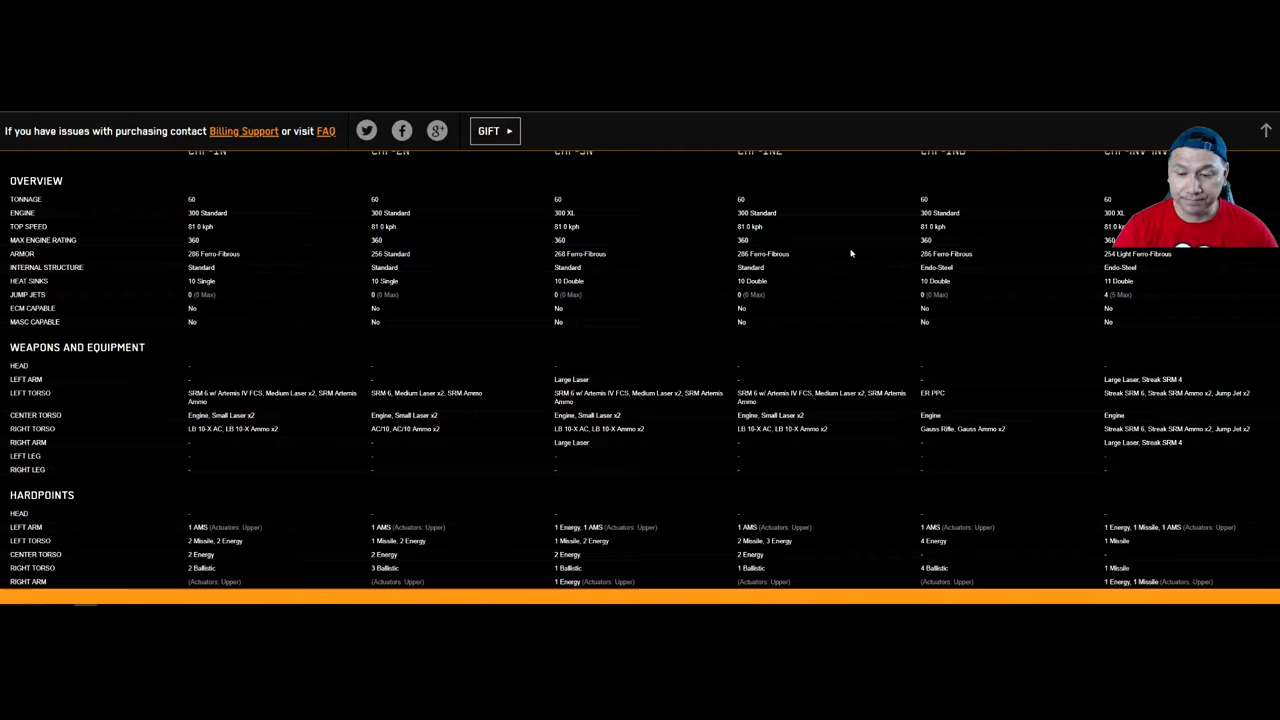 If you have issues with purchasing contact Billing Support or visit FAQ
GIFT
OVERVIEW
TONNAGE 60 60 60 60 60 60
ENGINE 300 Standard 300 Standard 300 XL 300 Standard 300 Standard 300 XL
TOP SPEED 81.0 kph 81.0 kph 81.0 kph 81.0 kph 81.0 kph 81.0
MAX ENGINE RATING 360 360 360 360 360 360
ARMOR 286 Ferro-Fibrous 256 Standard 268 Ferro-Fibrous 286 Ferro-Fibrous 286 Ferro-Fibrous 254 Light Ferro-Fibrous
INTERNAL STRUCTURE Standard Standard Standard Standard Endo-Steel Endo-Steel
HEAT SINKS 10 Single 10 Single 10 Double 10 Double 10 Double 11 Double
JUMP JETS 0 (0 Max) 0 (0 Max) 0 (0 Max) 0 (0 Max) 0 (0 Max) 4 (5 Max)
ECM CAPABLE No No No No No No
MASC CAPABLE No No No No No No
WEAPONS AND EQUIPMENT
HEAD - - - - - -
LEFT ARM - - Large Laser - - Large Laser, Streak SRM 4
LEFT TORSO SRM 6 w/ Artemis IV FCS, Medium Laser x2, SRM Artemis SRM 6, Medium Laser x2, SRM Ammo SRM 6 w/ Artemis IV FCS, Medium Laser x2, SRM Artemis SRM 6 w/ Artemis IV FCS, Medium Laser x2, SRM Artemis ER PPC Streak SRM 6, Streak SRM Ammo x2, Jump Jet x2
Ammo Ammo Ammo
CENTER TORSO Engine, Small Laser x2 Engine, Small Laser x2 Engine, Small Laser x2 Engine, Small Laser x2 Engine Engine
RIGHT TORSO LB 10-X AC, LB 10-X Ammo x2 AC/10, AC/10 Ammo x2 LB 10-X AC, LB 10-X Ammo x2 LB 10-X AC, LB 10-X Ammo x2 Gauss Rifle, Gauss Ammo x2 Streak SRM 6, Streak SRM Ammo x2, Jump Jet x2
RIGHT ARM - - Large Laser - - Large Laser, Streak SRM 4
LEFT LEG - - - - - -
RIGHT LEG - - - - - -
HARDPOINTS
HEAD - - - - - -
LEFT ARM 1 AMS (Actuators: Upper) 1 AMS (Actuators: Upper) 1 Energy, 1 AMS (Actuators: Upper) 1 AMS (Actuators: Upper) 1 AMS (Actuators: Upper) 1 Energy, 1 Missile, 1 AMS (Actuators: Upper)
LEFT TORSO 2 Missile, 2 Energy 1 Missile, 2 Energy 1 Missile, 2 Energy 2 Missile, 3 Energy 4 Energy 1 Missile
CENTER TORSO 2 Energy 2 Energy 2 Energy 2 Energy - -
RIGHT TORSO 2 Ballistic 3 Ballistic 1 Ballistic 1 Ballistic 4 Ballistic 1 Missile
RIGHT ARM (Actuators: Upper) (Actuators: Upper) 1 Energy (Actuators: Upper) (Actuators: Upper) (Actuators: Upper) 1 Energy, 1 Missile (Actuators: Upper)